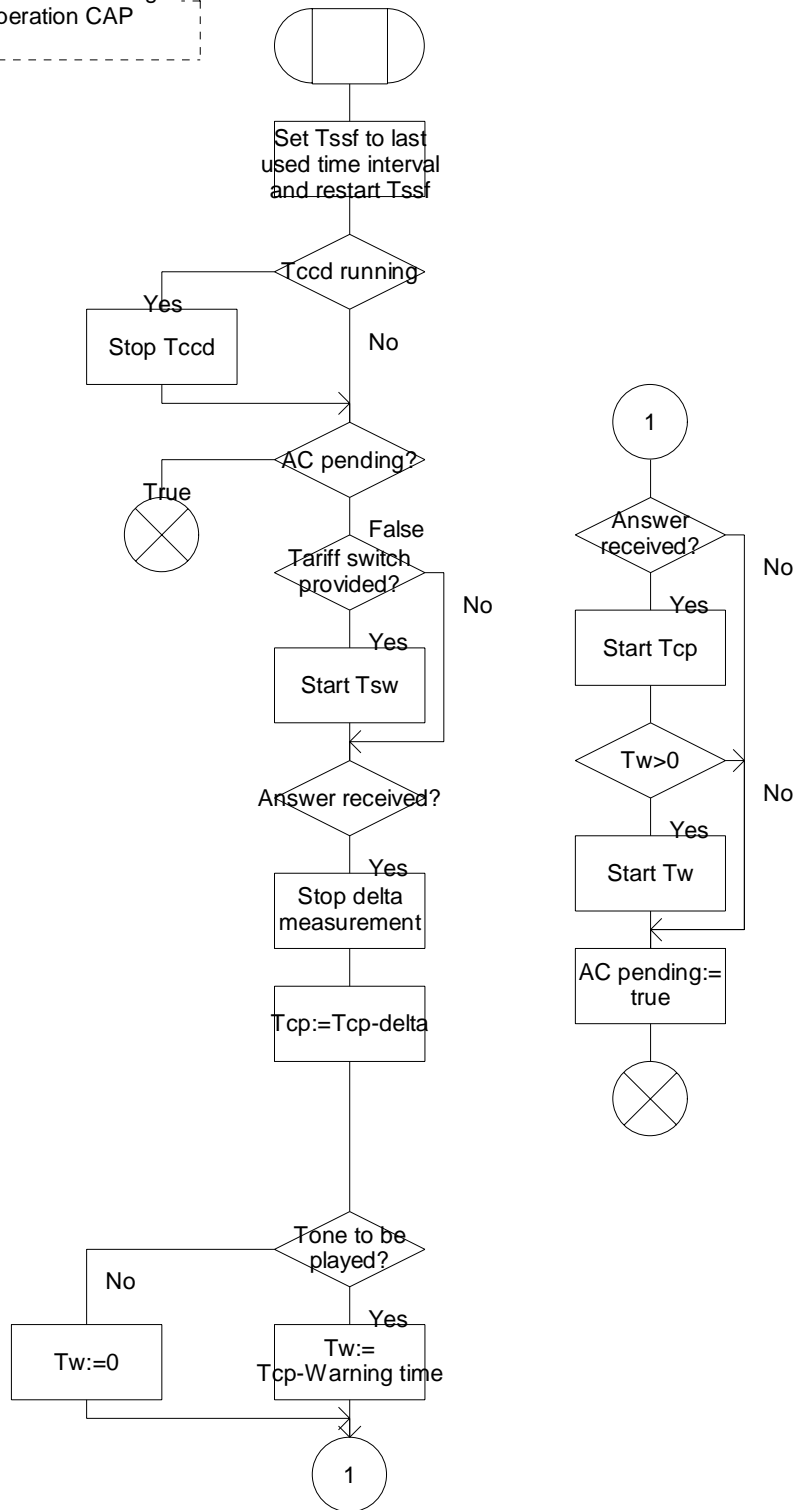 operation CAP
Set Tssf to last
used time interval
and restart Tssf
Tccd running
Yes
No
Stop Tccd
AC pending?
True
False
Tariff switch
provided?
No
Yes
Start Tsw
Answer received?
Yes
Stop delta
measurement
Tcp:=Tcp-delta
Tone to be
played?
No
Yes
Tw:=0
Tw:=
Tcp-Warning time
1
1
Answer
received?
No
Yes
Start Tcp
Tw>0
No
Yes
Start Tw
AC pending:=
true